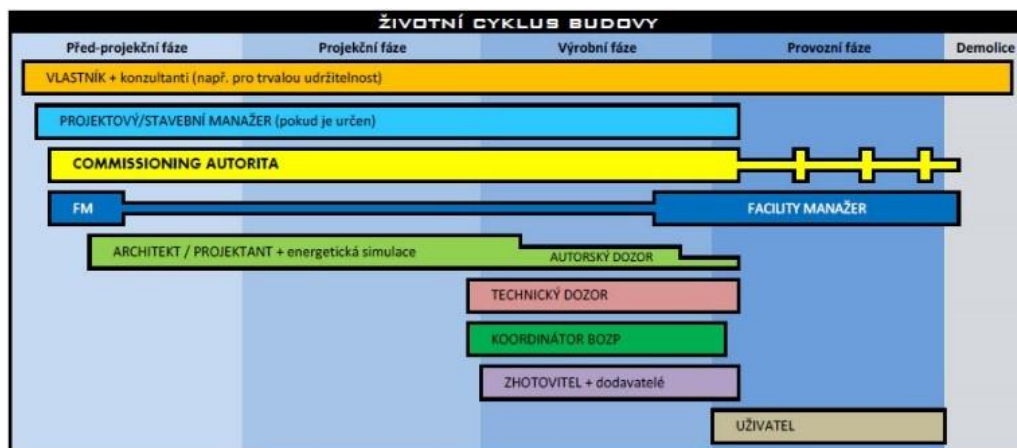 ŽIVOTNÍ CYKLUS BUDOVY
Před-projekční fáze Projekční fáze Výrobní fáze Provozní fáze Demolice
VLASTNÍK + konzultanti (např. pro trvalou udržitelnost)
PROJEKTOVÝ/STAVEBNÍ MANAŽER (pokud je určen)
COMMISSIONING AUTORITA
FM FACILITY MANAŽER
ARCHITEKT / PROJEKTANT + energetická simulace AUTORSKÝ DOZOR
TECHNICKÝ DOZOR
KOORDINÁTOR BOZP
ZHOTOVITEL + dodavatelé
UŽIVATEL